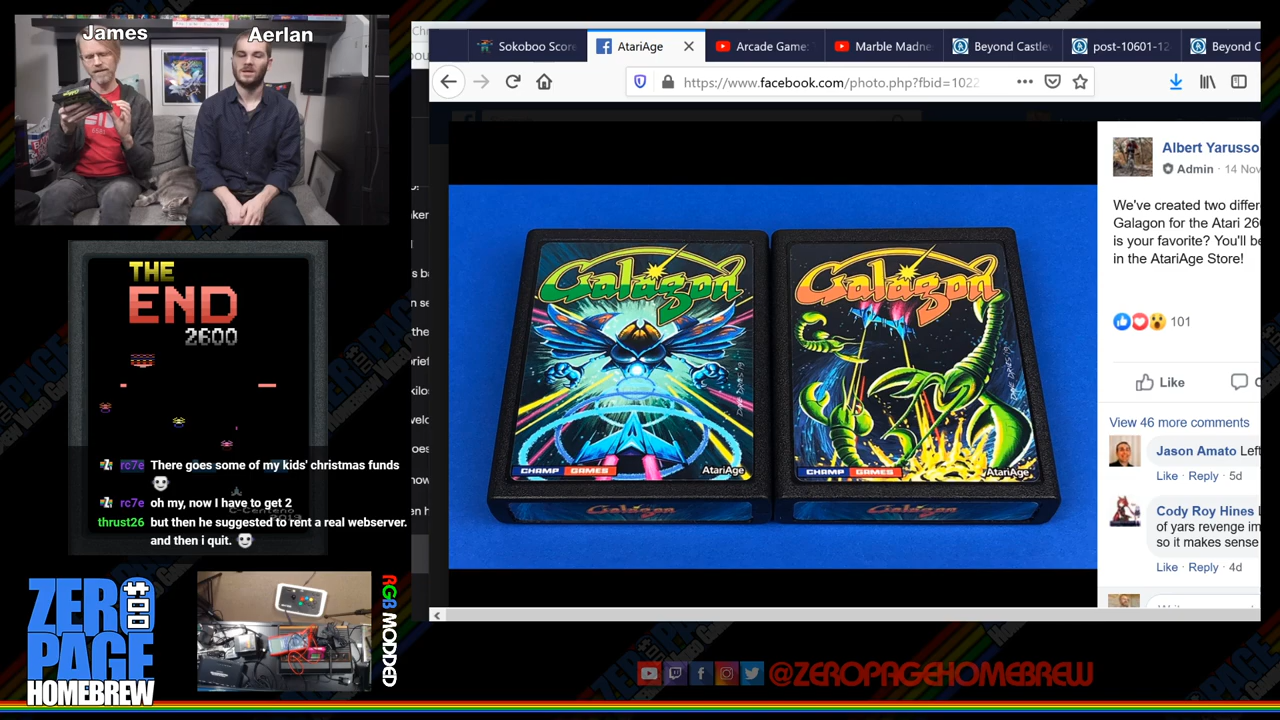 James
Aerlan
Sokoboo Score
AtariAge
Arcade Game
Marble Madne
Beyond Castle
post-10601-12
Beyond C
https://www.facebook.com/photo.php?fbid=1022
Galagon
CHAMP GAMES
AtariAge
Galagon
Galagon
CHAMP GAMES
AtariAge
Galagon
Albert Yarusso
Admin · 14 Nov
We've created two differe
Galagon for the Atari 26
is your favorite? You'll be
in the AtariAge Store!
101
Like
View 46 more comments
Jason Amato Left
Like · Reply · 5d
Cody Roy Hines
of yars revenge im
so it makes sense
Like · Reply · 4d
THE
END
2600
rc7e There goes some of my kids' christmas funds
rc7e oh my, now I have to get 2
thrust26 but then he suggested to rent a real webserver.
and then i quit.
ZERO
PAGE
HOMEBREW
RGB MODDED
@ZEROPAGEHOMEBREW